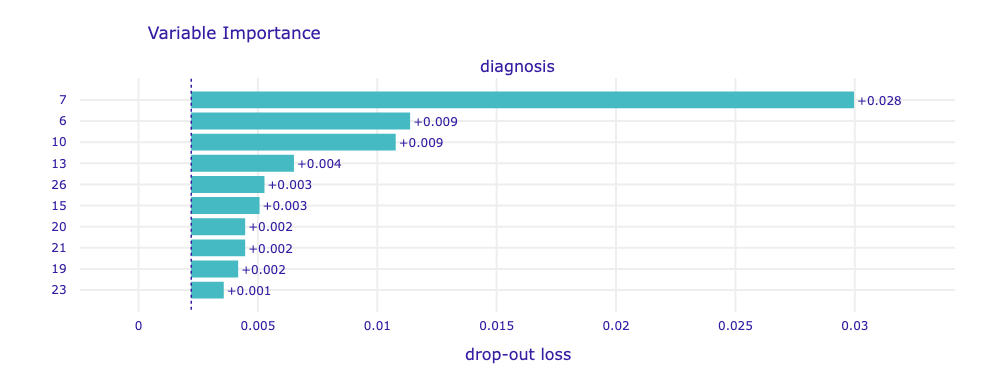 Variable Importance
diagnosis
7 +0.028
6 +0.009
10 +0.009
13 +0.004
26 +0.003
15 +0.003
20 +0.002
21 +0.002
19 +0.002
23 +0.001
0 0.005 0.01 0.015 0.02 0.025 0.03
drop-out loss